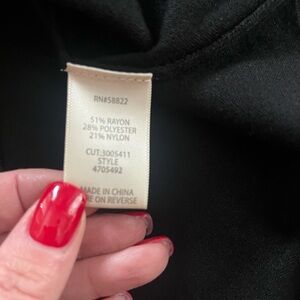 RN#58822
51% RAYON
28% POLYESTER
21% NYLON
CUT:3005411
STYLE
4705492
MADE IN CHINA
ON REVERSE